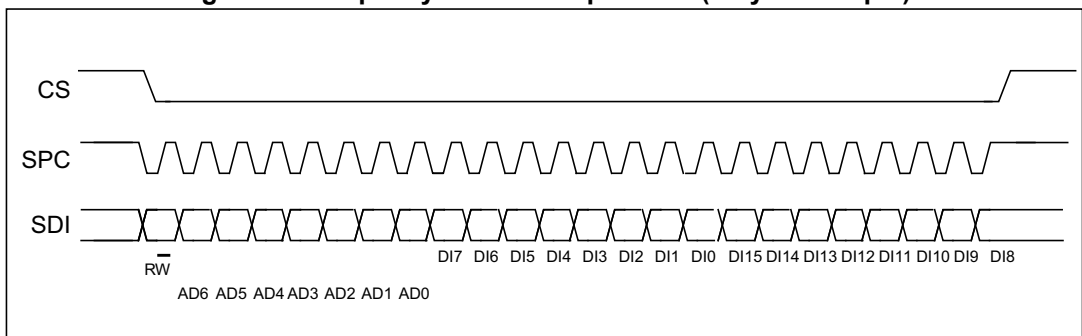 CS
SPC
SDI
DI7 DI6 DI5 DI4 DI3 DI2 DI1 DI0 DI15 DI14 DI13 DI12 DI11 DI10 DI9 DI8
RW
AD6 AD5 AD4 AD3 AD2 AD1 AD0